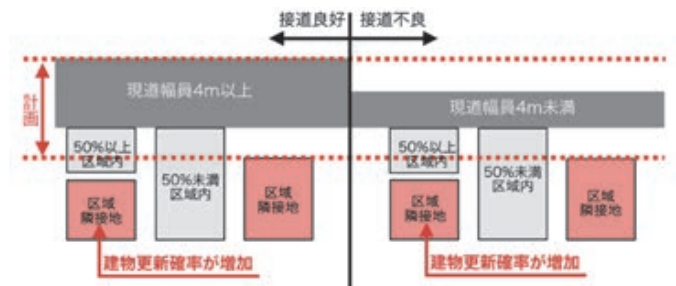 接道良好 接道不良
現道幅員4m以上
現道幅員4m未満
計画
50%以上
区域内
50%未満
区域内
区域
隣接地
区域
隣接地
50%以上
区域内
50%未満
区域内
区域
隣接地
区域
隣接地
建物更新確率が増加
建物更新確率が増加